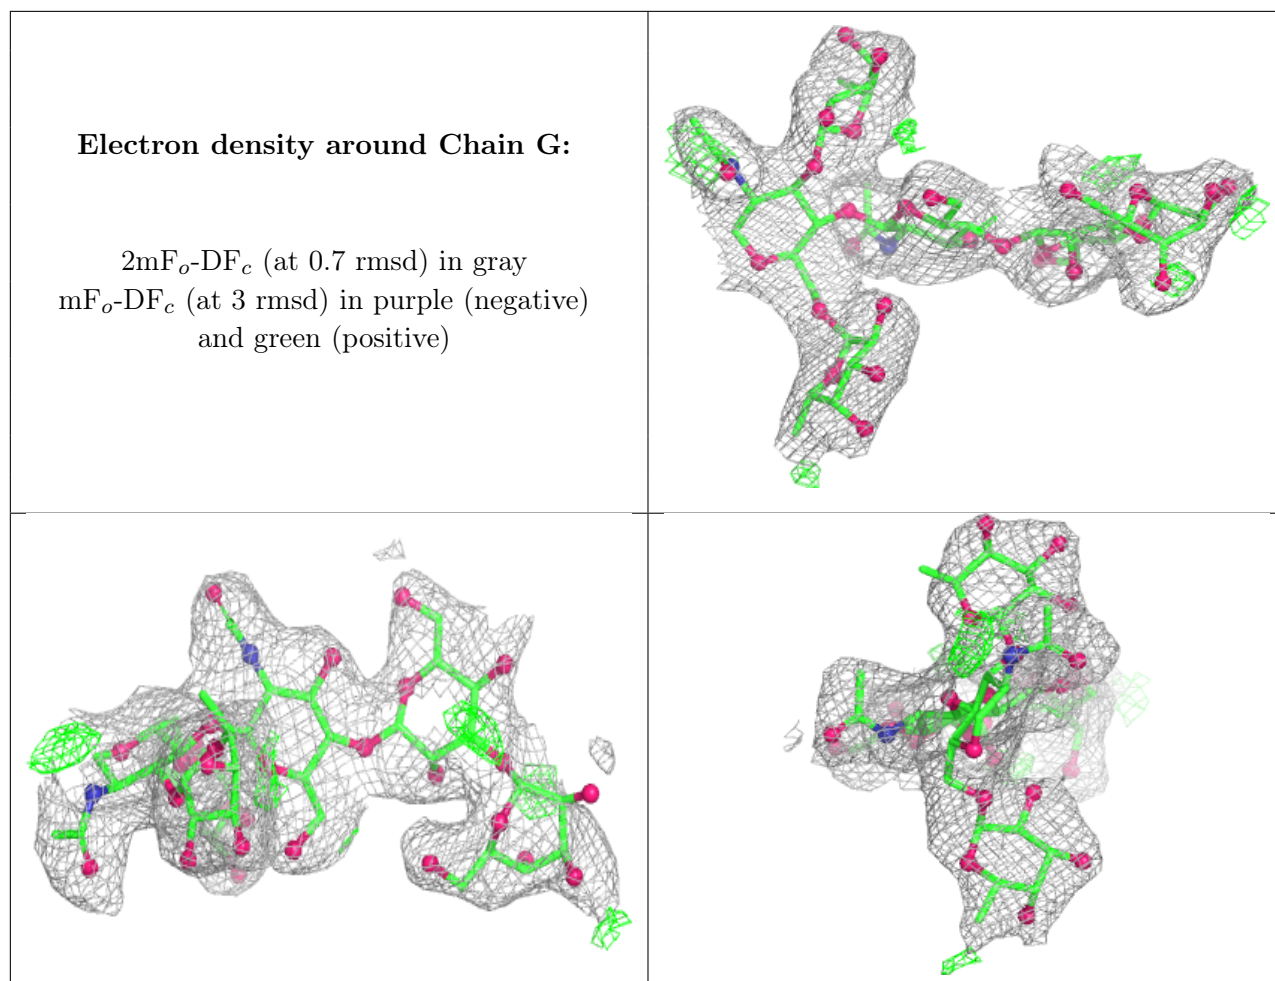 Electron density around Chain G:
2mFₒ-DF𝒸 (at 0.7 rmsd) in gray
mFₒ-DF𝒸 (at 3 rmsd) in purple (negative)
and green (positive)